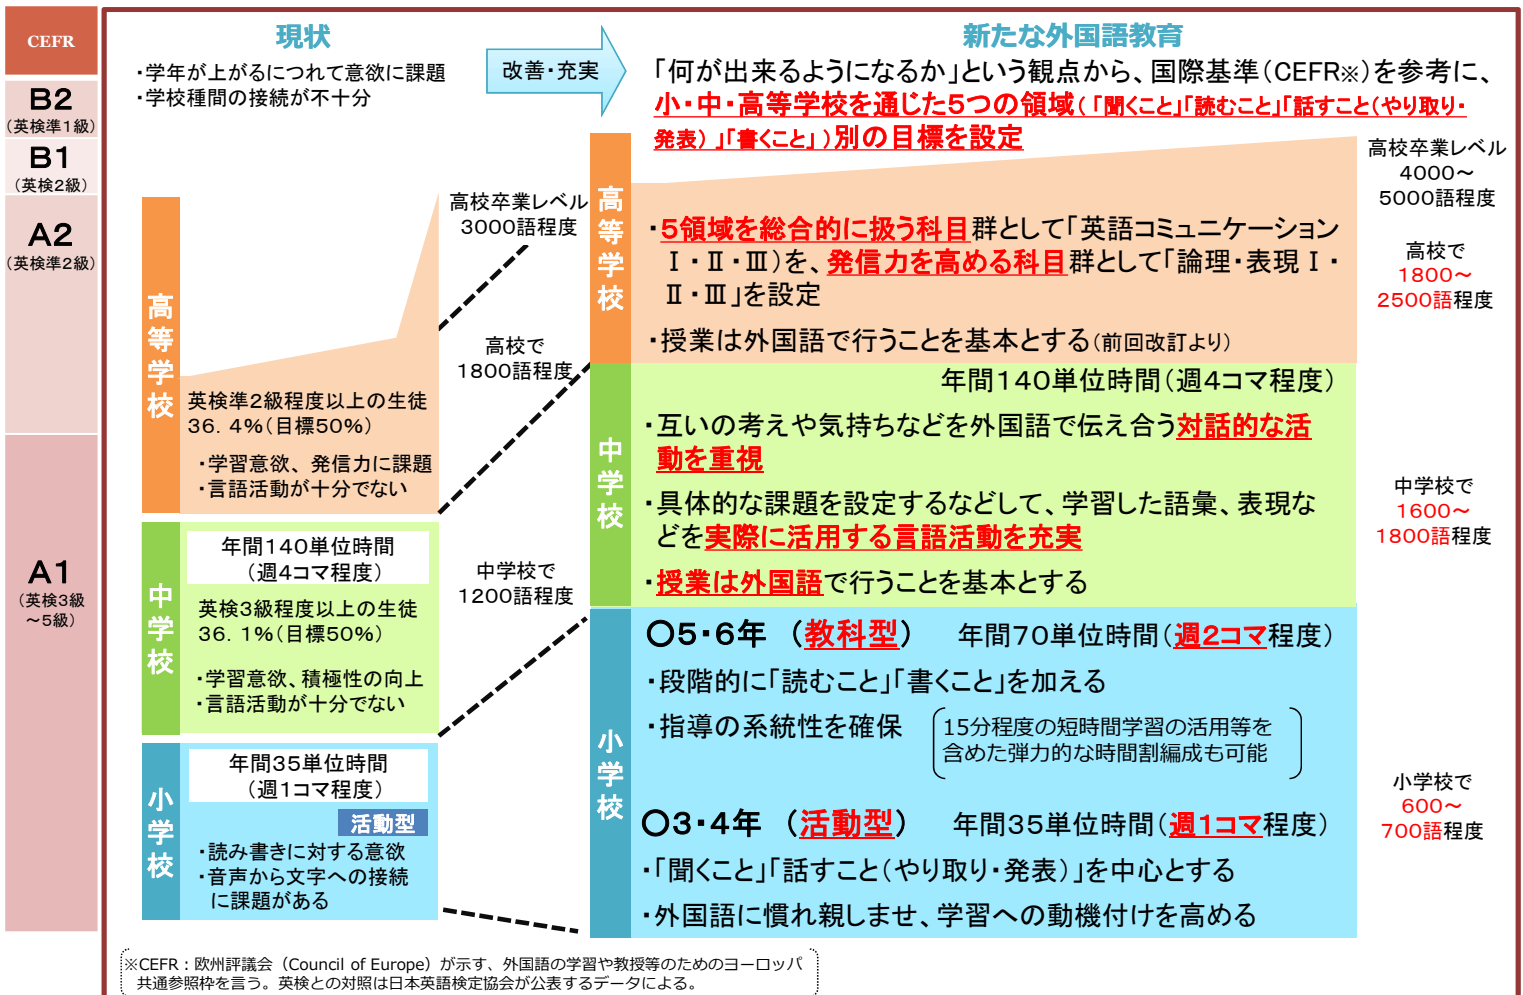 CEFR
B2
(英検準1級)
B1
(英検2級)
A2
(英検準2級)
A1
(英検3級
～5級)
現状
・学年が上がるにつれて意欲に課題
・学校種間の接続が不十分
改善・充実
新たな外国語教育
「何が出来るようになるか」という観点から、国際基準(CEFR※)を参考に、
小・中・高等学校を通じた5つの領域(「聞くこと」「読むこと」「話すこと(やり取り・
発表)」「書くこと」)別の目標を設定
高等学校
英検準2級程度以上の生徒
36.4%(目標50%)
・学習意欲、発信力に課題
・言語活動が十分でない
中学校
年間140単位時間
(週4コマ程度)
英検3級程度以上の生徒
36.1%(目標50%)
・学習意欲、積極性の向上
・言語活動が十分でない
小学校
年間35単位時間
(週1コマ程度)
活動型
・読み書きに対する意欲
・音声から文字への接続
に課題がある
高校卒業レベル
3000語程度
高校で
1800語程度
中学校で
1200語程度
高等学校
・5領域を総合的に扱う科目群として「英語コミュニケーション
Ⅰ・Ⅱ・Ⅲ)を、発信力を高める科目群として「論理・表現Ⅰ・
Ⅱ・Ⅲ」を設定
・授業は外国語で行うことを基本とする(前回改訂より)
中学校
年間140単位時間(週4コマ程度)
・互いの考えや気持ちなどを外国語で伝え合う対話的な活
動を重視
・具体的な課題を設定するなどして、学習した語彙、表現な
どを実際に活用する言語活動を充実
・授業は外国語で行うことを基本とする
小学校
○5・6年 (教科型) 年間70単位時間(週2コマ程度)
・段階的に「読むこと」「書くこと」を加える
・指導の系統性を確保
15分程度の短時間学習の活用等を
含めた弾力的な時間割編成も可能
○3・4年 (活動型) 年間35単位時間(週1コマ程度)
・「聞くこと」「話すこと(やり取り・発表)」を中心とする
・外国語に慣れ親しませ、学習への動機付けを高める
高校卒業レベル
4000～
5000語程度
高校で
1800～
2500語程度
中学校で
1600～
1800語程度
小学校で
600～
700語程度
※CEFR：欧州評議会（Council of Europe）が示す、外国語の学習や教授等のためのヨーロッパ
共通参照枠を言う。英検との対照は日本英語検定協会が公表するデータによる。